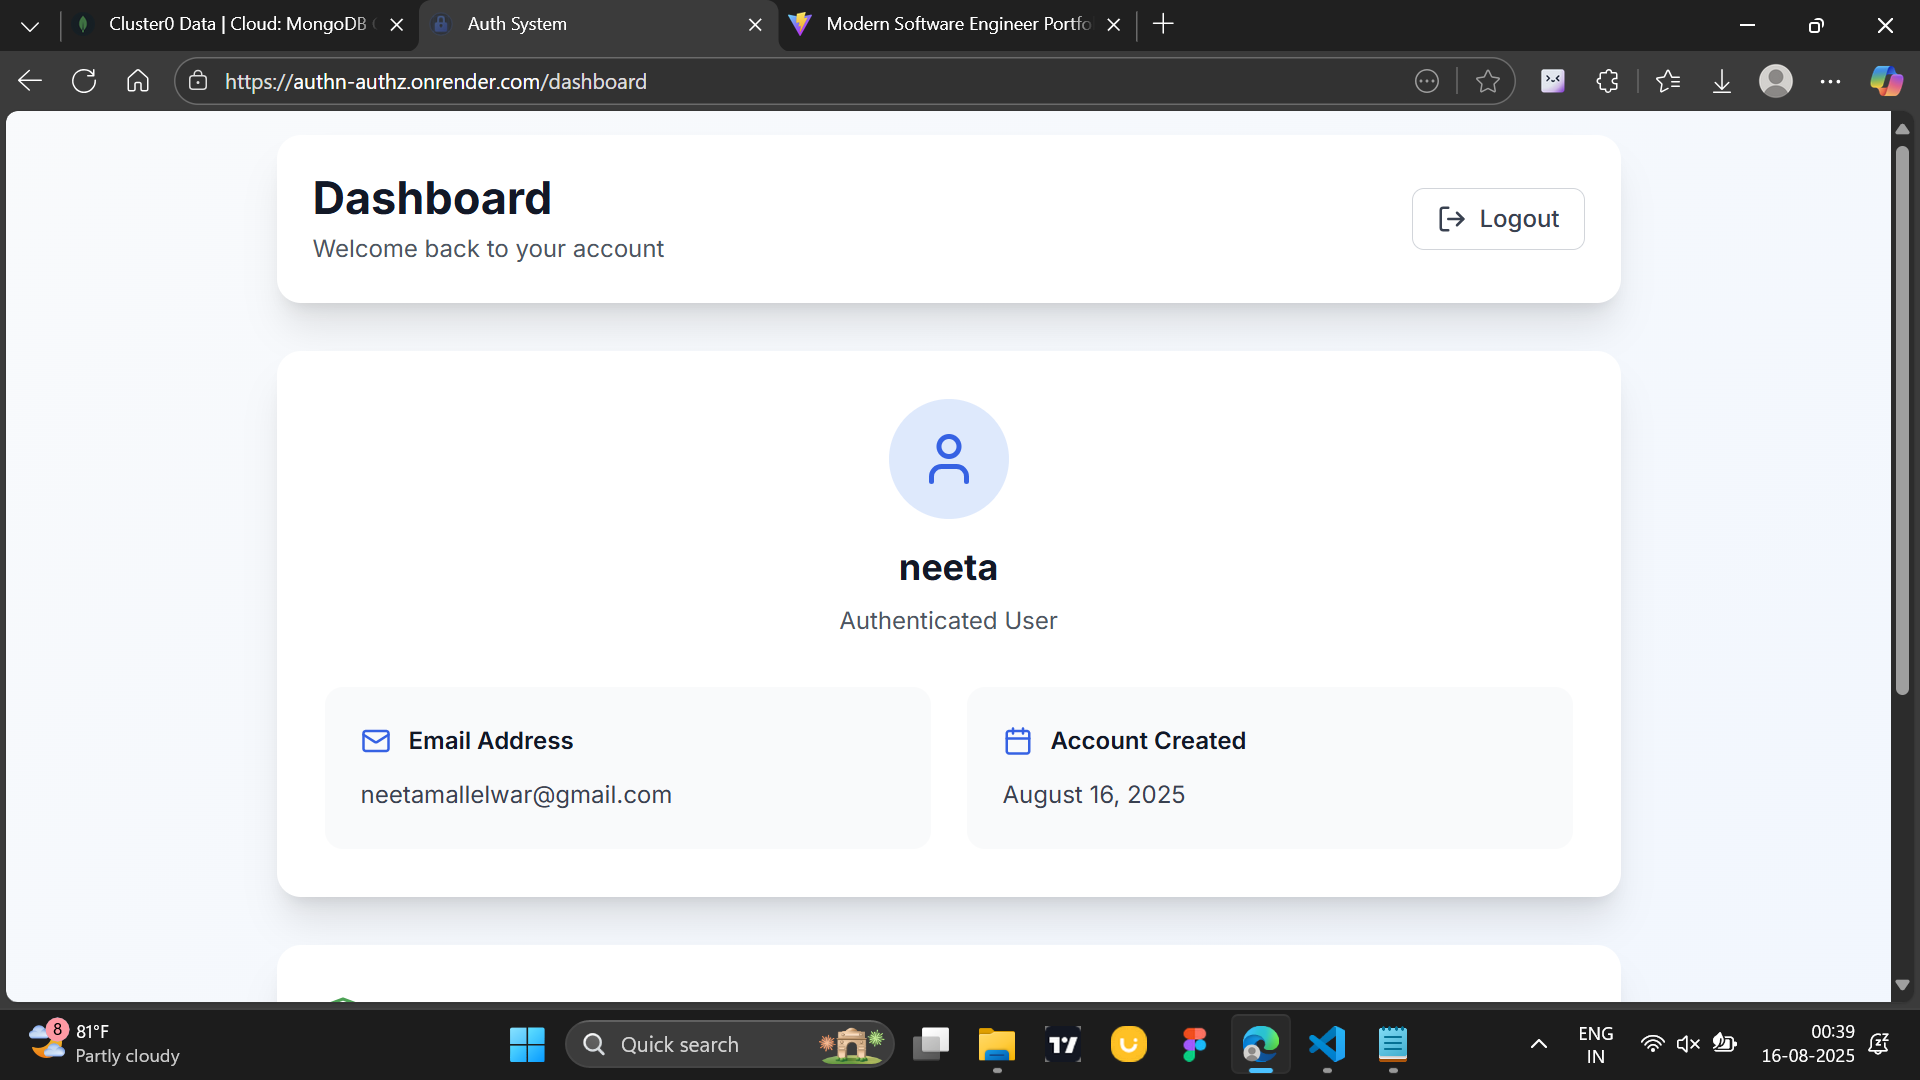 Cluster0 Data | Cloud: MongoDB C
Auth System
Modern Software Engineer Portfo
https://authn-authz.onrender.com/dashboard
Dashboard
Welcome back to your account
Logout
neeta
Authenticated User
Email Address
neetamallelwar@gmail.com
Account Created
August 16, 2025
8
81°F
Partly cloudy
Quick search
ENG
IN
00:39
16-08-2025